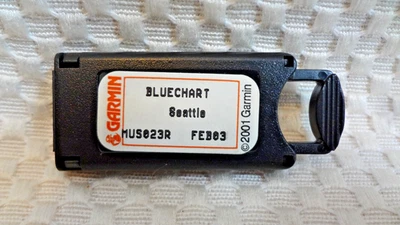 GARMIN
BLUECHART
Seattle
MUS023R FEB03
©2001 Garmin